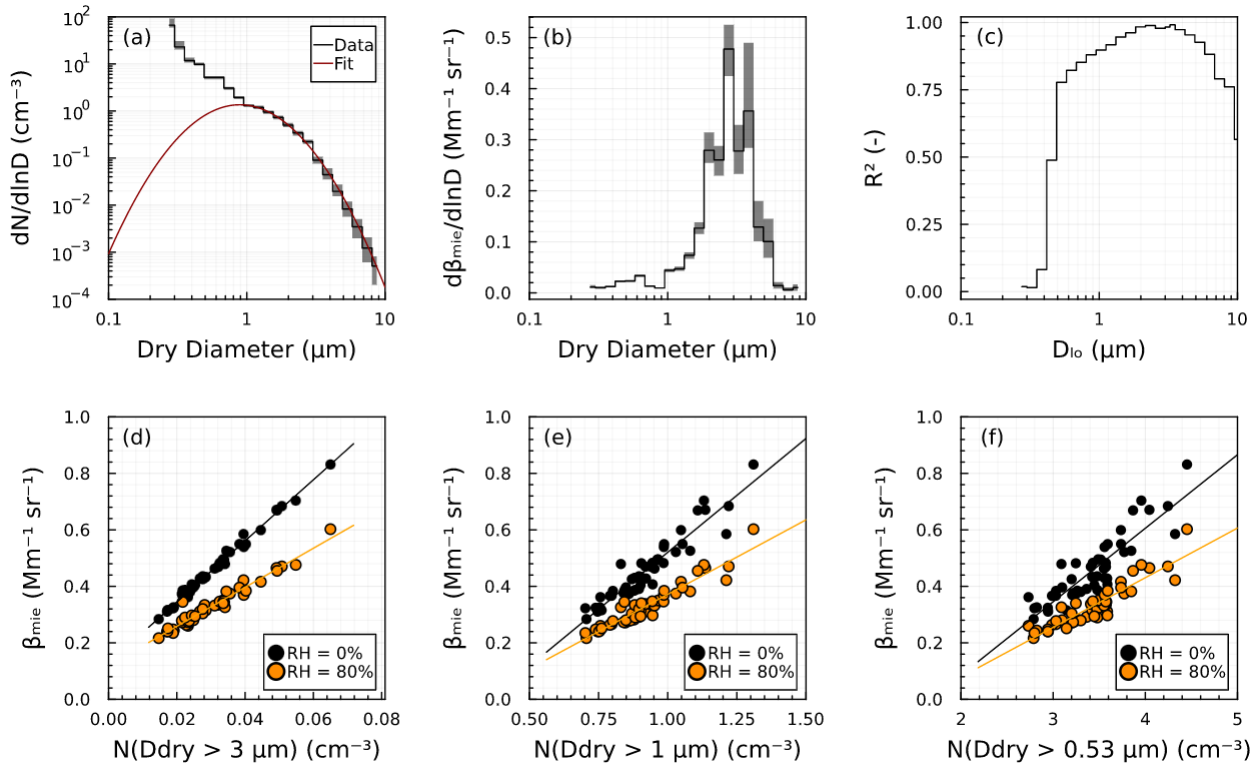 (a)
Data
Fit
dN/dlnD (cm⁻³)
10²
10¹
10⁰
10⁻¹
10⁻²
10⁻³
10⁻⁴
0.1
1
10
Dry Diameter (μm)
(b)
dβₘᵢₑ/dlnD (Mm⁻¹ sr⁻¹)
0.5
0.4
0.3
0.2
0.1
0.0
0.1
1
10
Dry Diameter (μm)
(c)
R² (-)
1.00
0.75
0.50
0.25
0.00
0.1
1
10
Dₗₒ (μm)
(d)
βₘᵢₑ (Mm⁻¹ sr⁻¹)
1.0
0.8
0.6
0.4
0.2
0.0
RH = 0%
RH = 80%
0.00
0.02
0.04
0.06
0.08
N(Ddry > 3 μm) (cm⁻³)
(e)
βₘᵢₑ (Mm⁻¹ sr⁻¹)
1.0
0.8
0.6
0.4
0.2
0.0
RH = 0%
RH = 80%
0.50
0.75
1.00
1.25
1.50
N(Ddry > 1 μm) (cm⁻³)
(f)
βₘᵢₑ (Mm⁻¹ sr⁻¹)
1.0
0.8
0.6
0.4
0.2
0.0
RH = 0%
RH = 80%
2
3
4
5
N(Ddry > 0.53 μm) (cm⁻³)